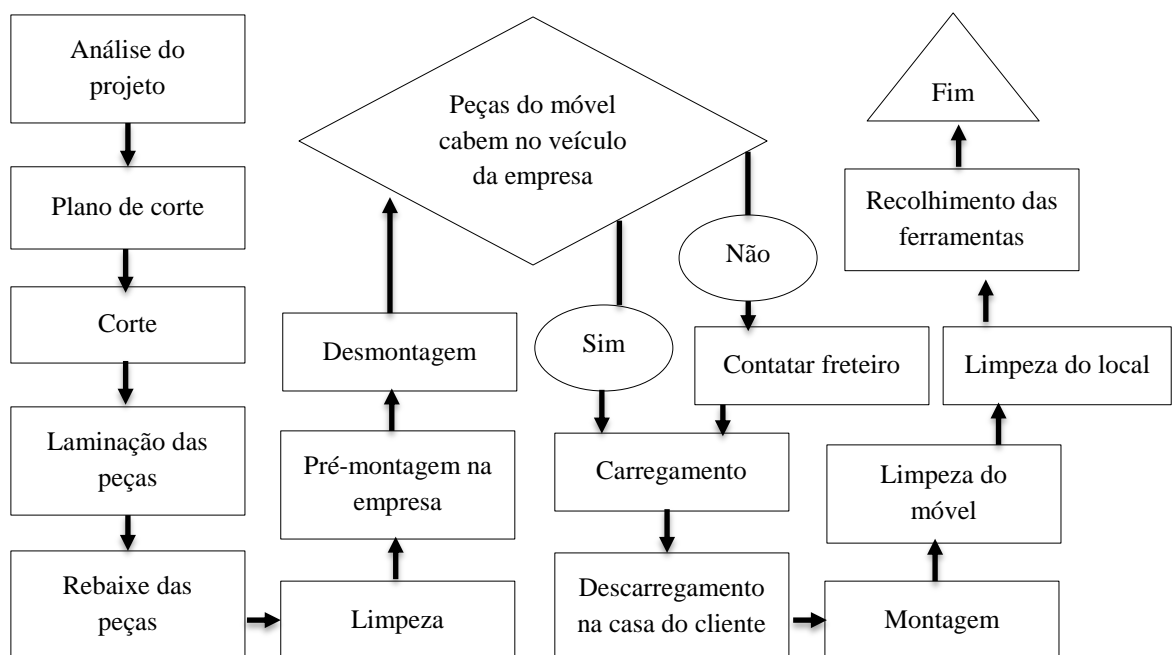 Análise do
projeto
Plano de corte
Corte
Laminação das
peças
Rebaixe das
peças
Limpeza
Pré-montagem na
empresa
Desmontagem
Peças do móvel
cabem no veículo
da empresa
Sim
Não
Contatar freteiro
Carregamento
Descarregamento
na casa do cliente
Montagem
Limpeza do
móvel
Limpeza do local
Recolhimento das
ferramentas
Fim